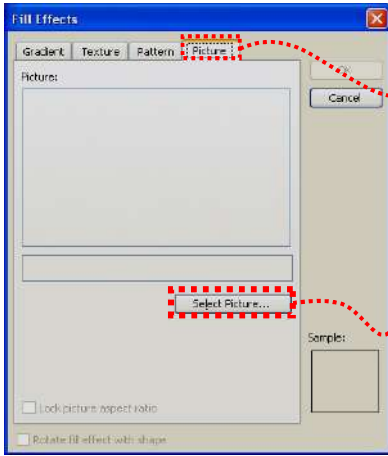 Fill Effects
Gradient Texture Pattern Picture
Picture:
OK
Cancel
Select Picture...
Sample:
Lock picture aspect ratio
Rotate fill effect with shape